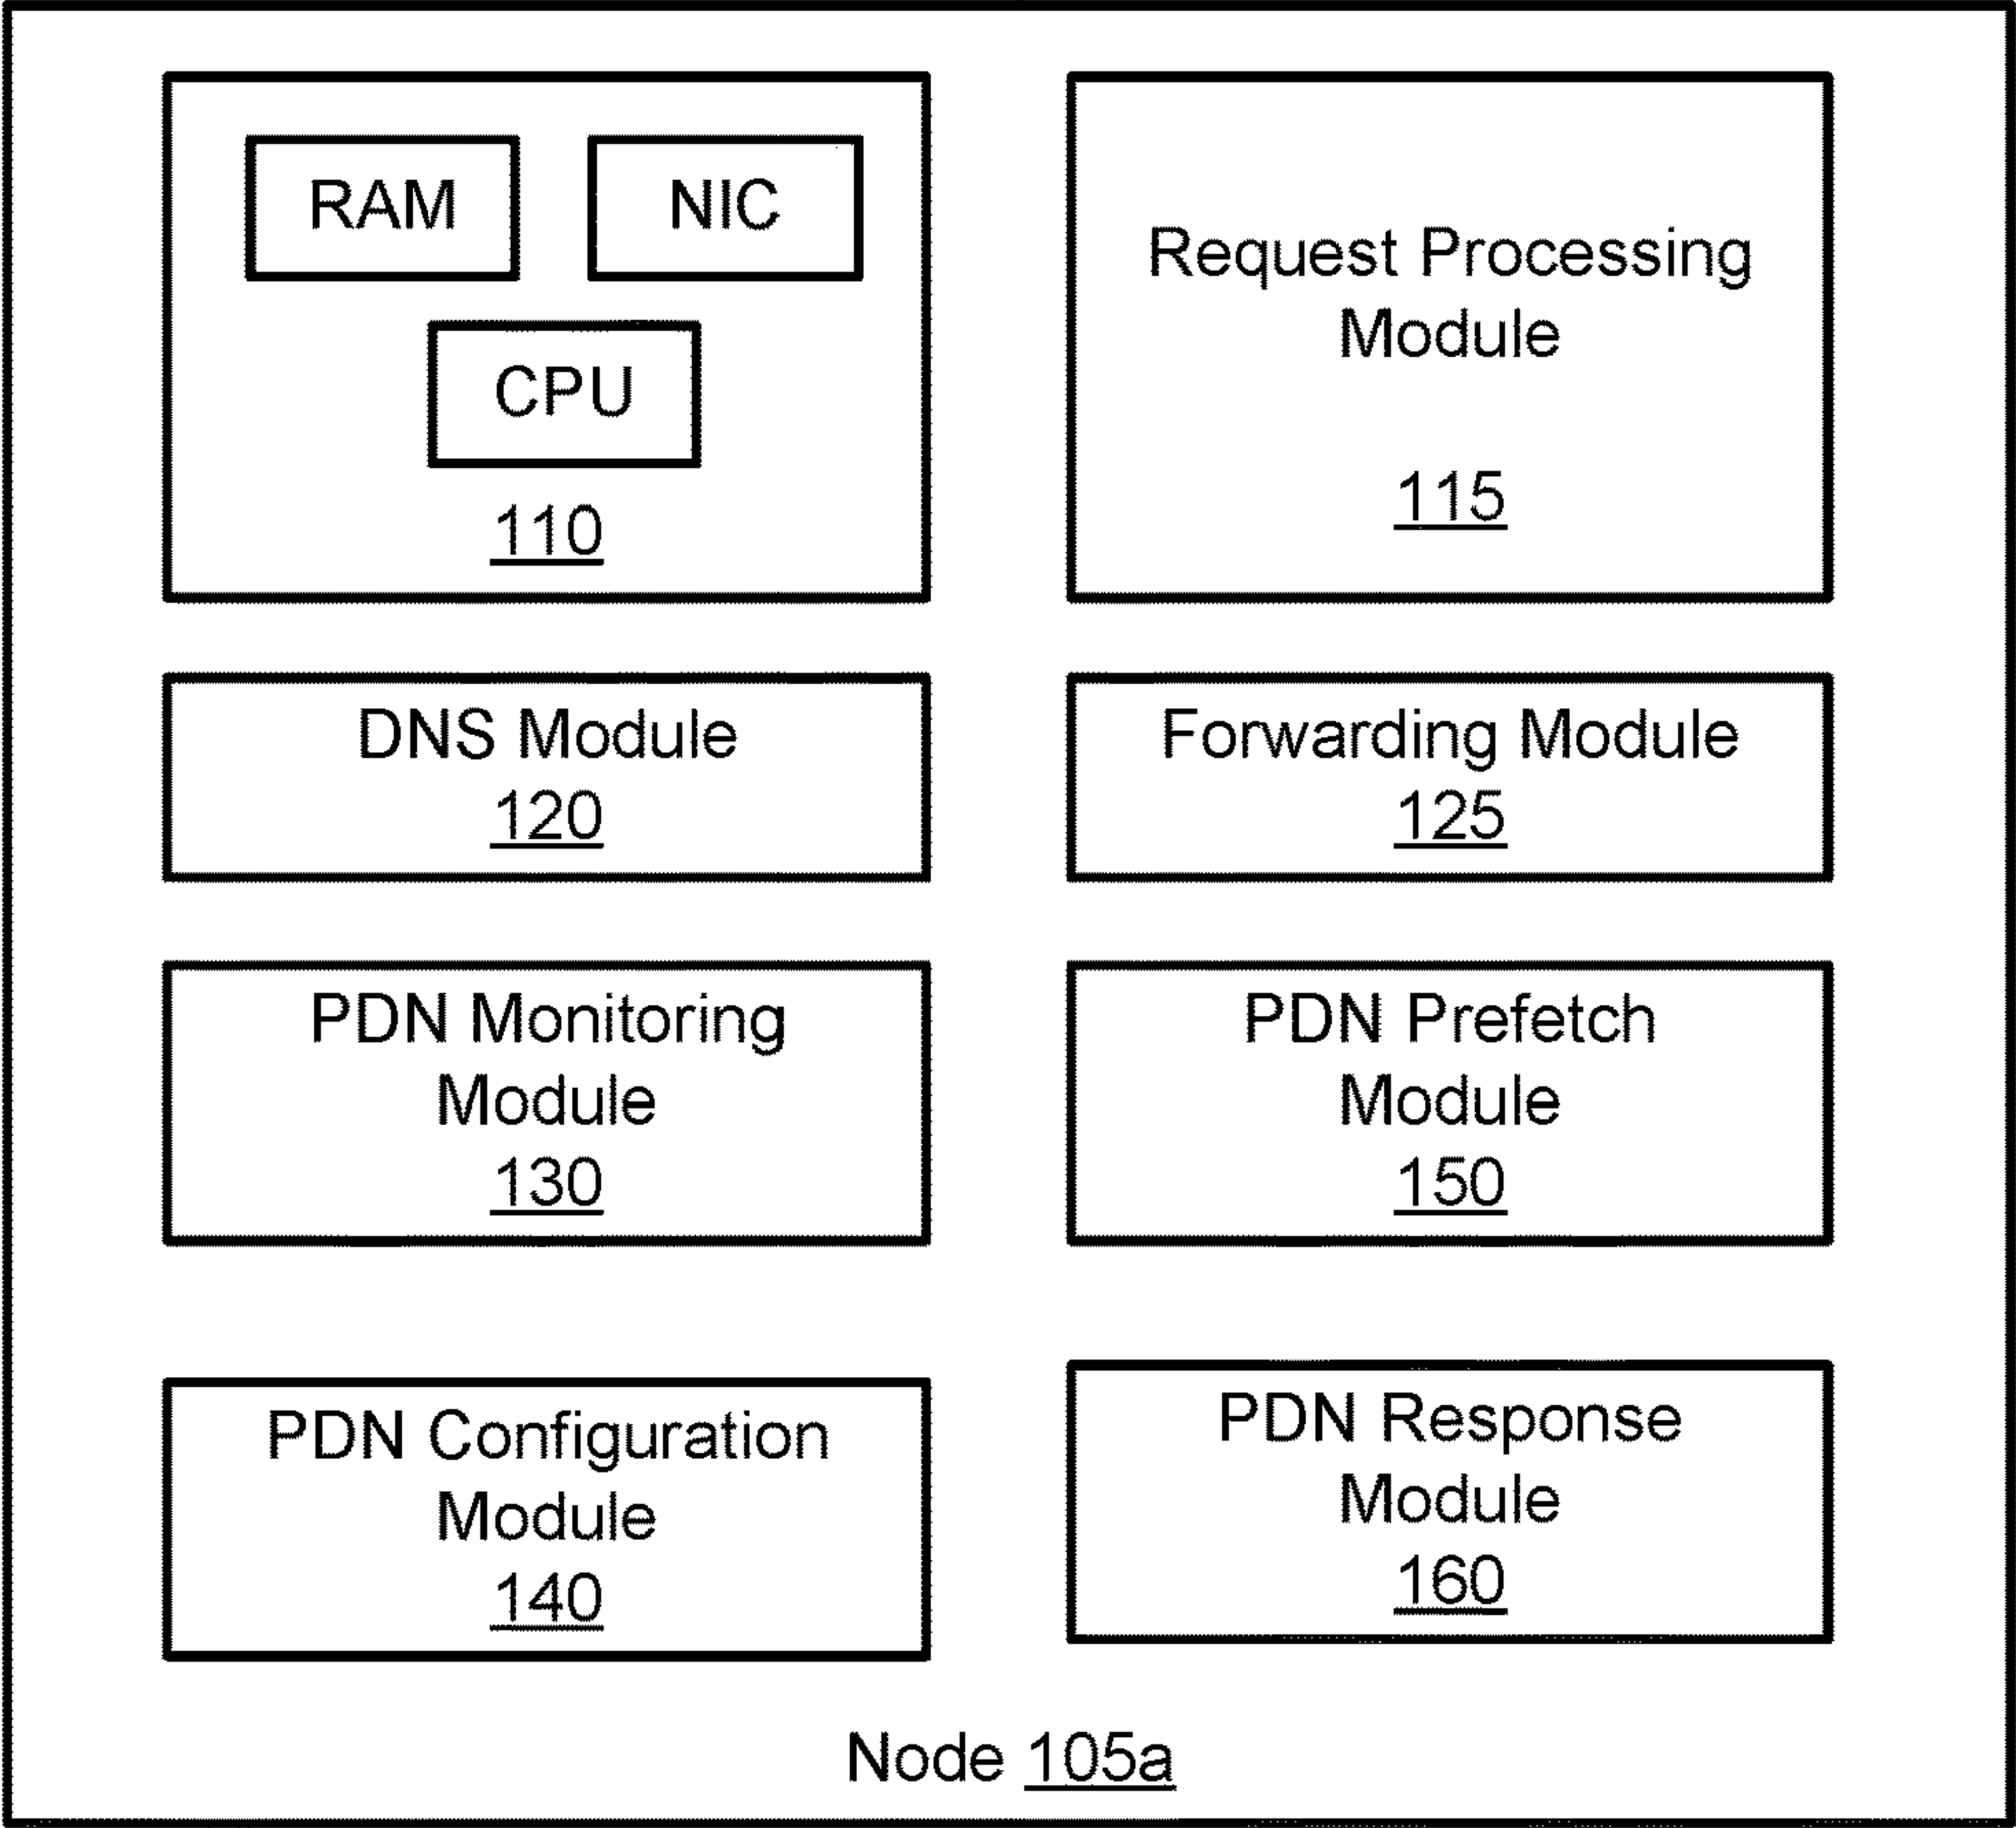 RAM
NIC
CPU
110
Request Processing
Module
115
DNS Module
120
Forwarding Module
125
PDN Monitoring
Module
130
PDN Prefetch
Module
150
PDN Configuration
Module
140
PDN Response
Module
160
Node 105a